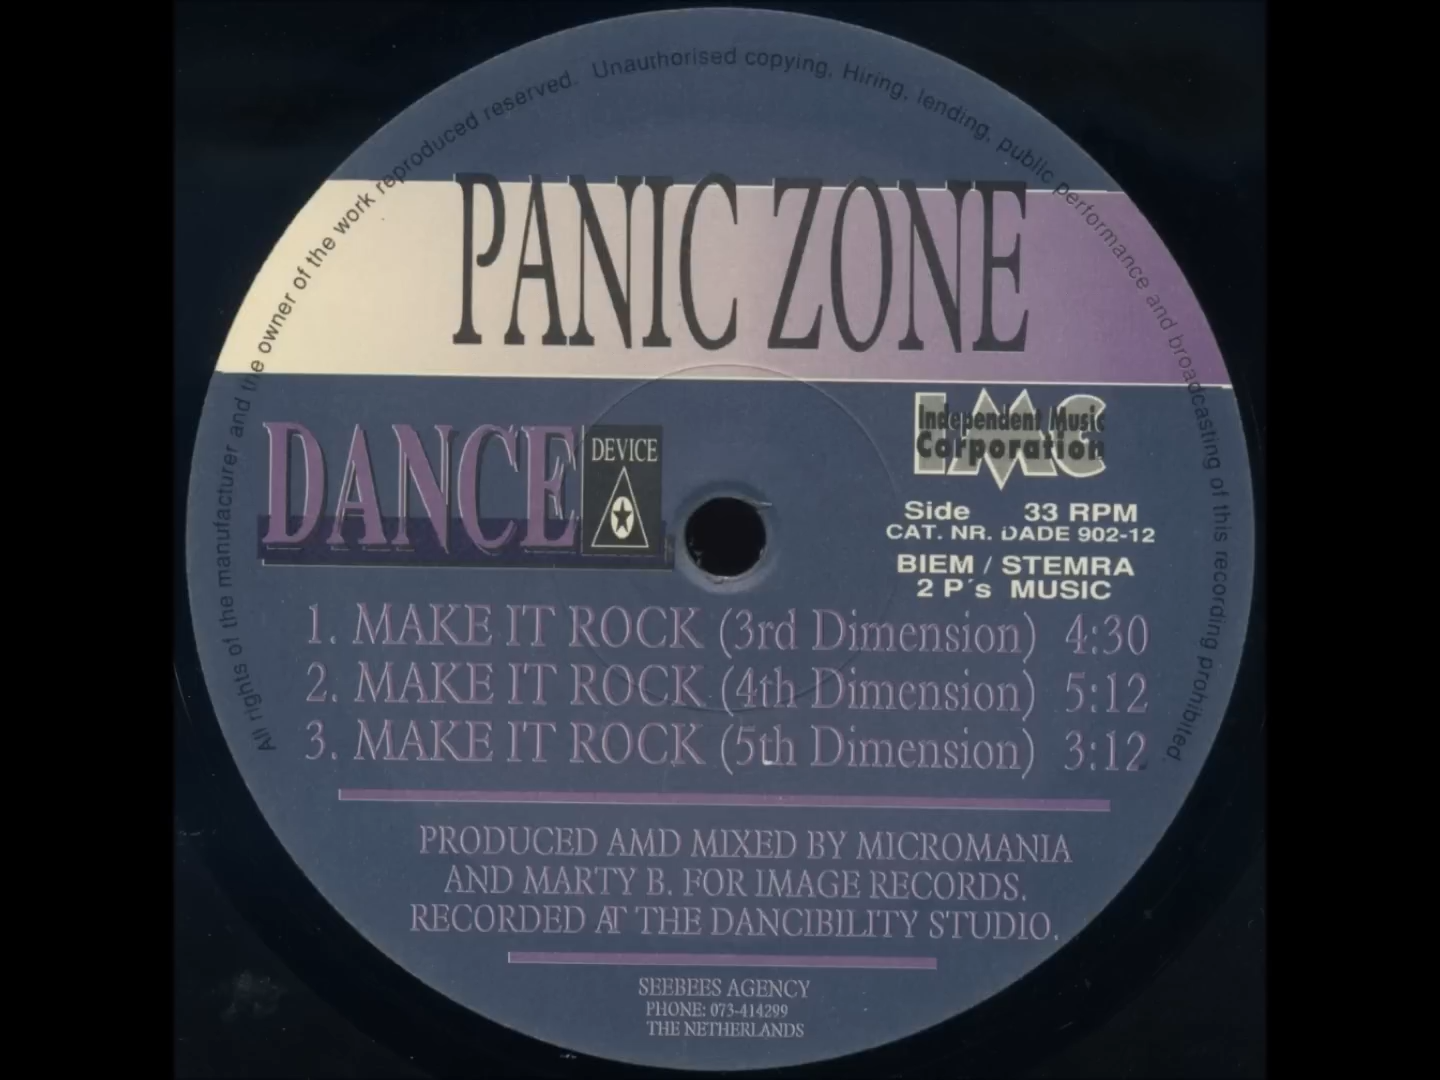 All rights of the manufacturer and the owner of the work reproduced reserved. Unauthorised copying, Hiring, lending, public performance and broadcasting of this recording prohibited.
PANIC ZONE
DANCE
DEVICE
IMC
Independent Music
Corporation
Side 33 RPM
CAT. NR. DADE 902-12
BIEM / STEMRA
2 P's MUSIC
1. MAKE IT ROCK (3rd Dimension) 4:30
2. MAKE IT ROCK (4th Dimension) 5:12
3. MAKE IT ROCK (5th Dimension) 3:12
PRODUCED AMD MIXED BY MICROMANIA
AND MARTY B. FOR IMAGE RECORDS.
RECORDED AT THE DANCIBILITY STUDIO.
SEEBEES AGENCY
PHONE: 073-414299
THE NETHERLANDS